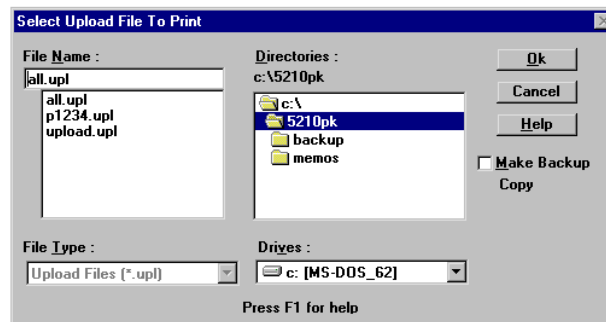 Select Upload File To Print
File Name :
all.upl
all.upl
p1234.upl
upload.upl
File Type :
Upload Files (*.upl)
Directories :
c:\5210pk
c:\
5210pk
backup
memos
Drives :
c: [MS-DOS_62]
Ok
Cancel
Help
Make Backup
Copy
Press F1 for help